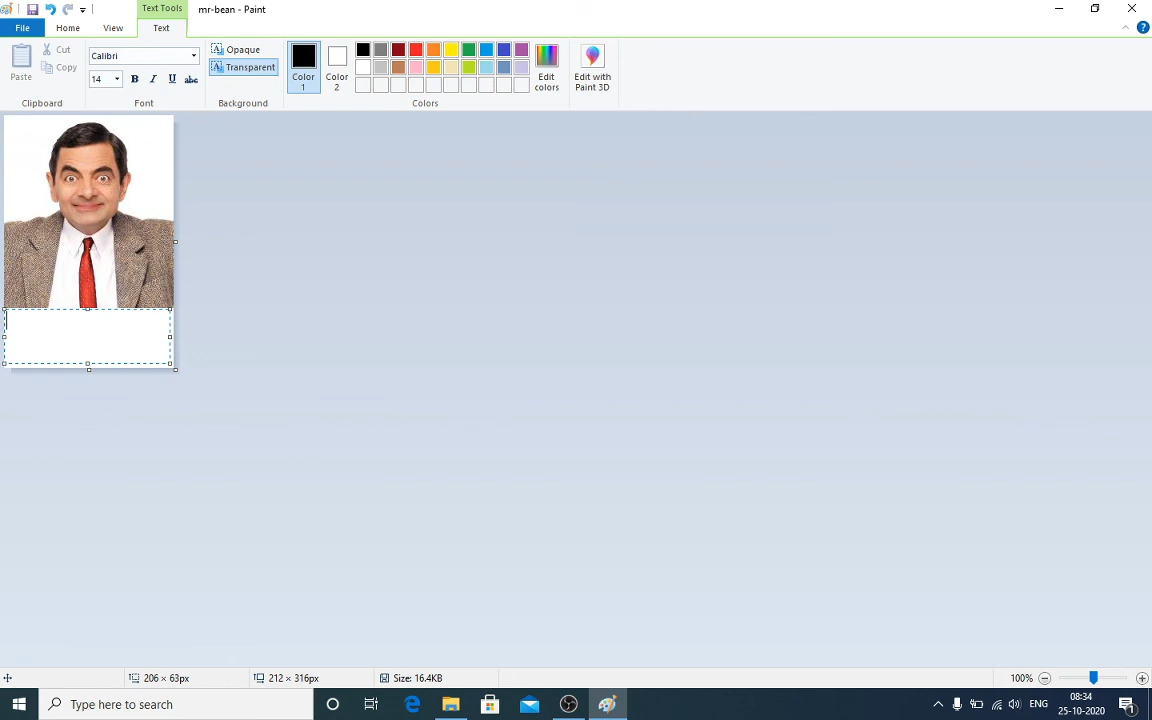 Text Tools
mr-bean - Paint
File
Home
View
Text
Paste
Cut
Copy
Clipboard
Calibri
14
B
I
U
abc
Font
Opaque
Transparent
Background
Color
1
Color
2
Edit
colors
Colors
Edit with
Paint 3D
206 × 63px
212 × 316px
Size: 16.4KB
100%
Type here to search
ENG
08:34
25-10-2020
1